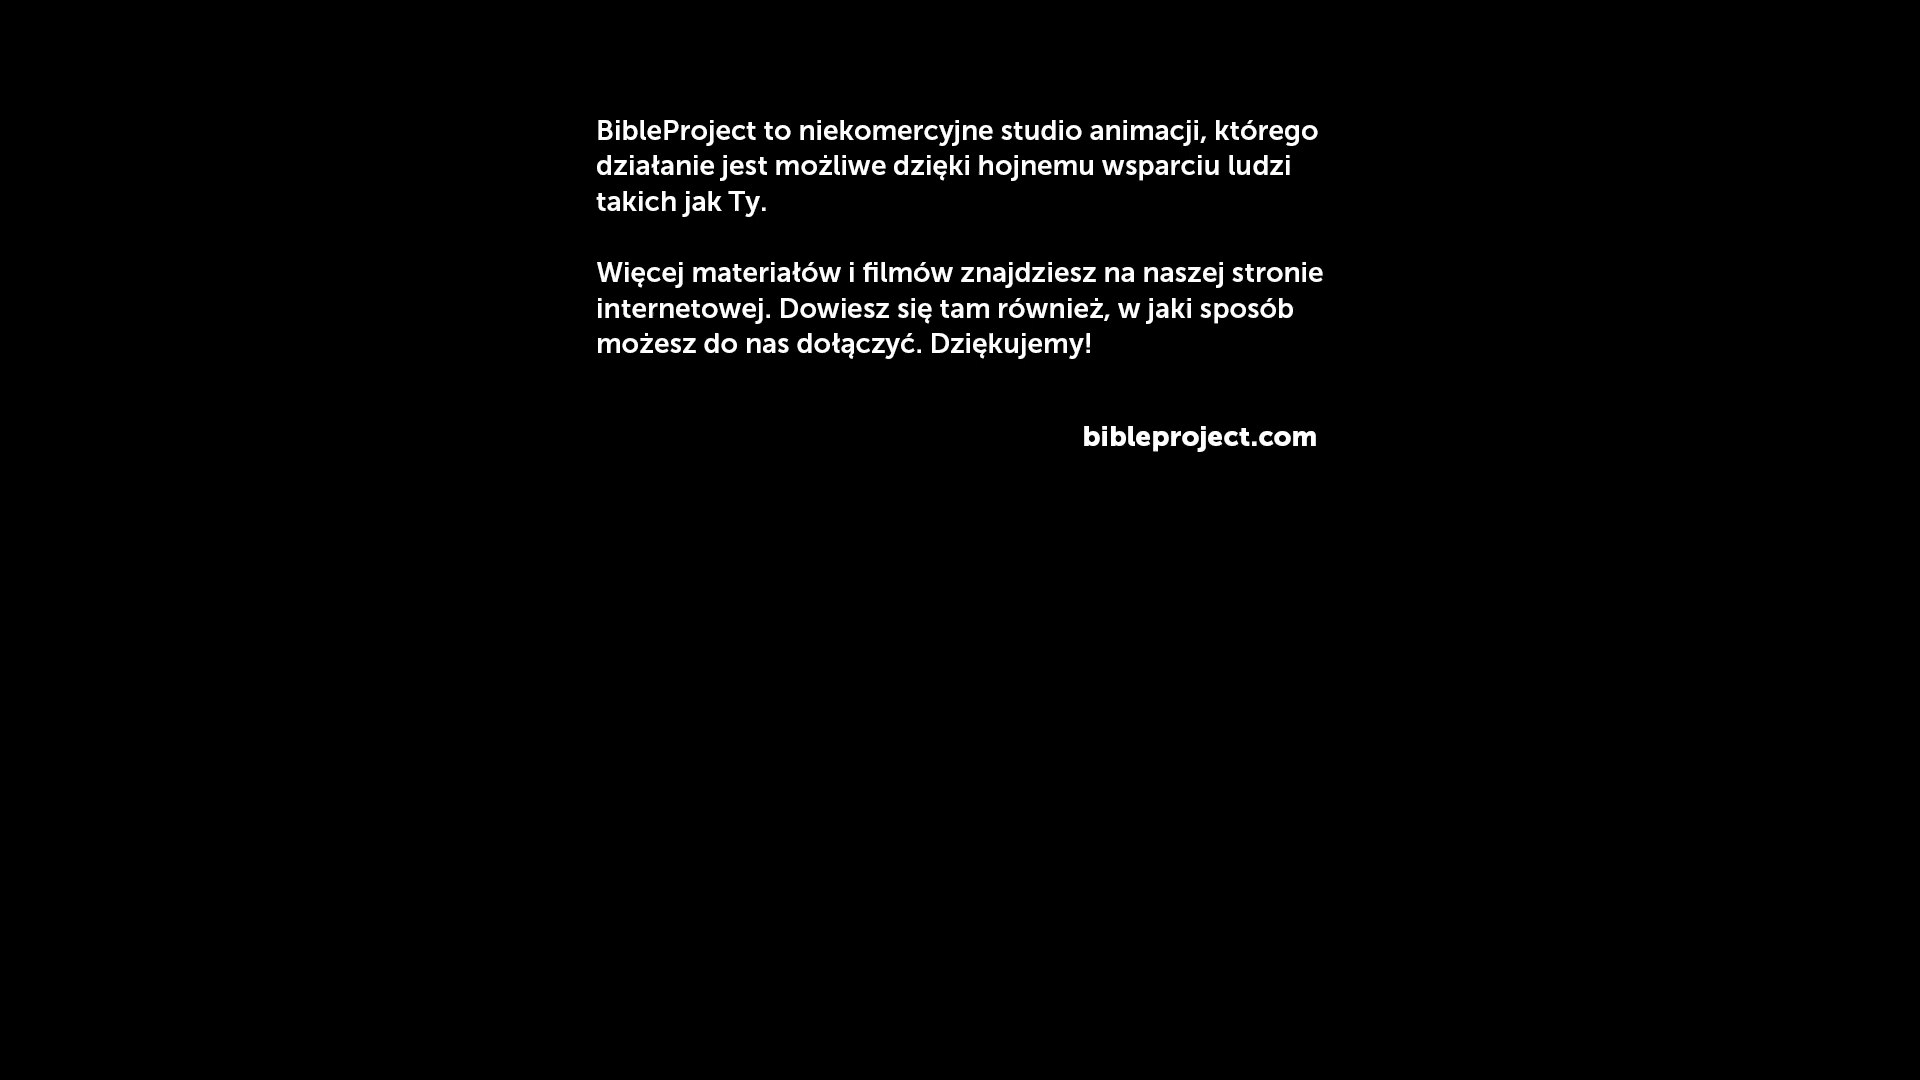 BibleProject to niekomercyjne studio animacji, którego
działanie jest możliwe dzięki hojnemu wsparciu ludzi
takich jak Ty.
Więcej materiałów i filmów znajdziesz na naszej stronie
internetowej. Dowiesz się tam również, w jaki sposób
możesz do nas dołączyć. Dziękujemy!
bibleproject.com